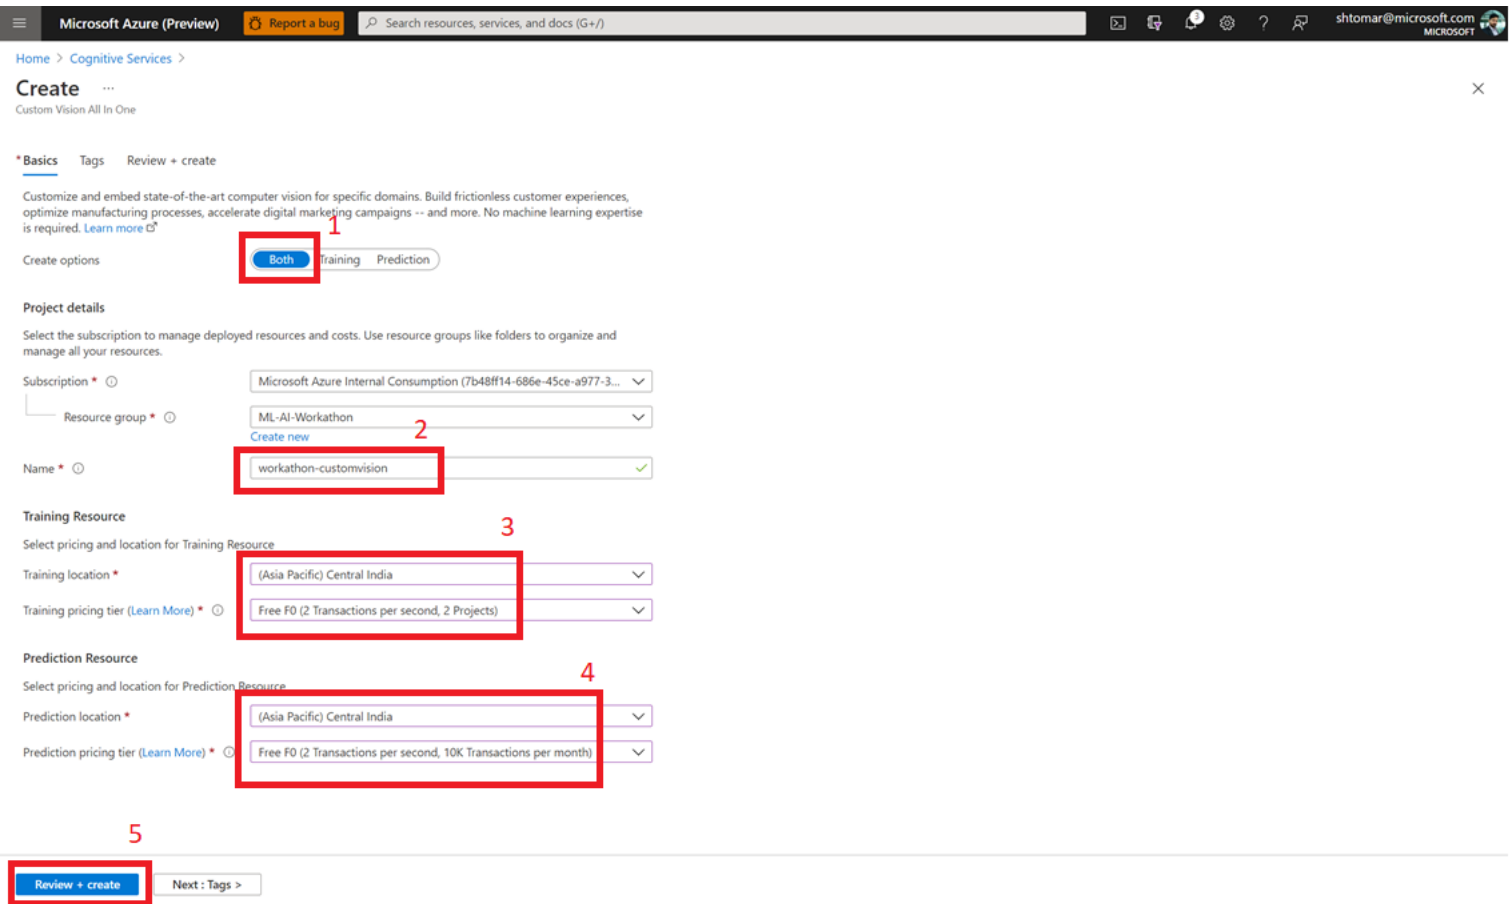 Microsoft Azure (Preview) Report a bug Search resources, services, and docs (G+/) 3 shtomar@microsoft.com
MICROSOFT
Home > Cognitive Services >
Create ...
Custom Vision All In One
* Basics Tags Review + create
Customize and embed state-of-the-art computer vision for specific domains. Build frictionless customer experiences,
optimize manufacturing processes, accelerate digital marketing campaigns -- and more. No machine learning expertise
is required. Learn more
1
Create options Both Training Prediction
Project details
Select the subscription to manage deployed resources and costs. Use resource groups like folders to organize and
manage all your resources.
Subscription * Microsoft Azure Internal Consumption (7b48ff14-686e-45ce-a977-3...
Resource group * ML-AI-Workathon
Create new
2
Name * workathon-customvision
Training Resource
3
Select pricing and location for Training Resource
Training location * (Asia Pacific) Central India
Training pricing tier (Learn More) * Free F0 (2 Transactions per second, 2 Projects)
Prediction Resource
4
Select pricing and location for Prediction Resource
Prediction location * (Asia Pacific) Central India
Prediction pricing tier (Learn More) * Free F0 (2 Transactions per second, 10K Transactions per month)
5
Review + create Next : Tags >